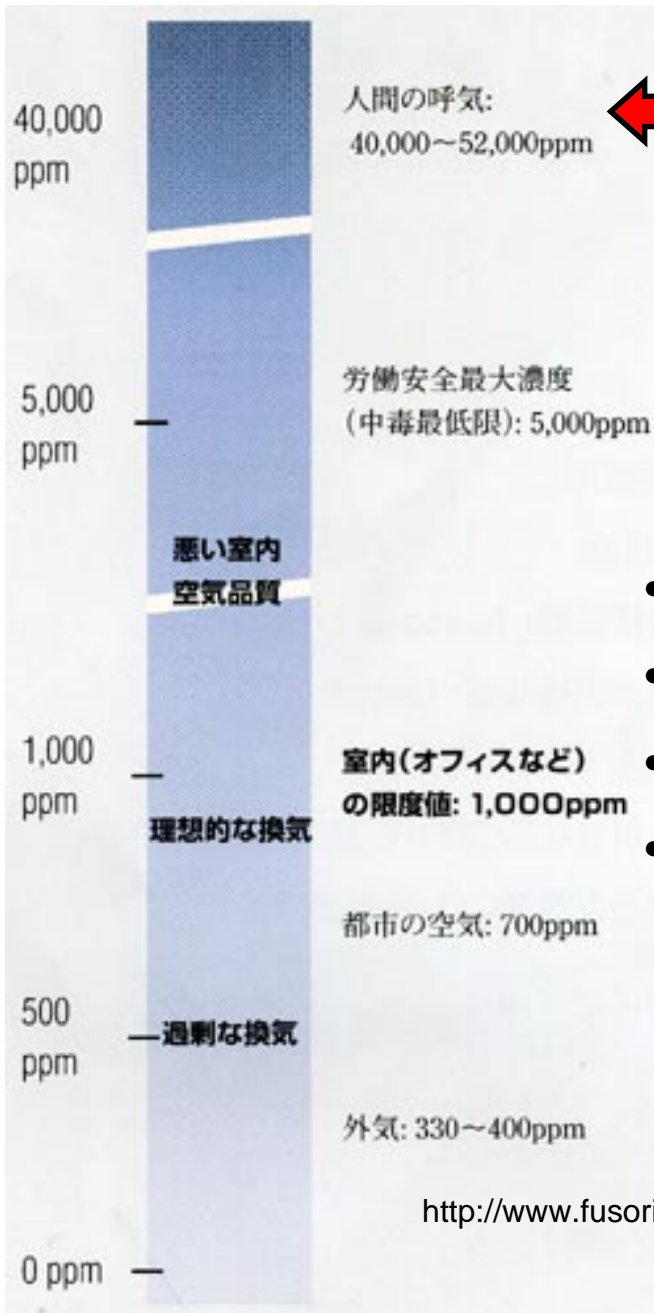 40,000
ppm
人間の呼気:
40,000〜52,000ppm
5,000
ppm
労働安全最大濃度
(中毒最低限): 5,000ppm
悪い室内
空気品質
1,000
ppm
室内(オフィスなど)
の限度値: 1,000ppm
理想的な換気
都市の空気: 700ppm
500
ppm
過剰な換気
外気: 330〜400ppm
http://www.fusori
0 ppm